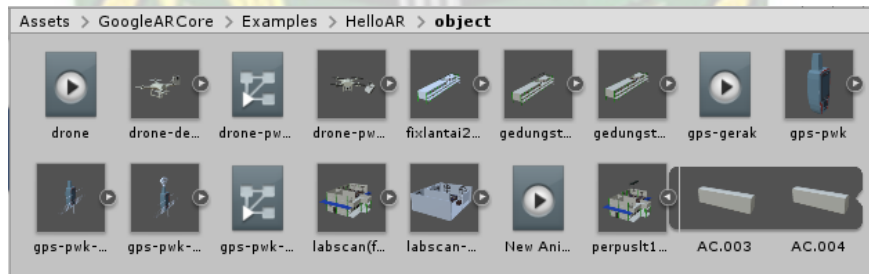 Assets > GoogleARCore > Examples > HelloAR > object
drone drone-de... drone-pw... drone-pw... fixlantai2... gedungst... gedungst... gps-gerak gps-pwk
gps-pwk-... gps-pwk-... gps-pwk-... labscan(f... labscan-... New Ani... perpuslt1... AC.003 AC.004